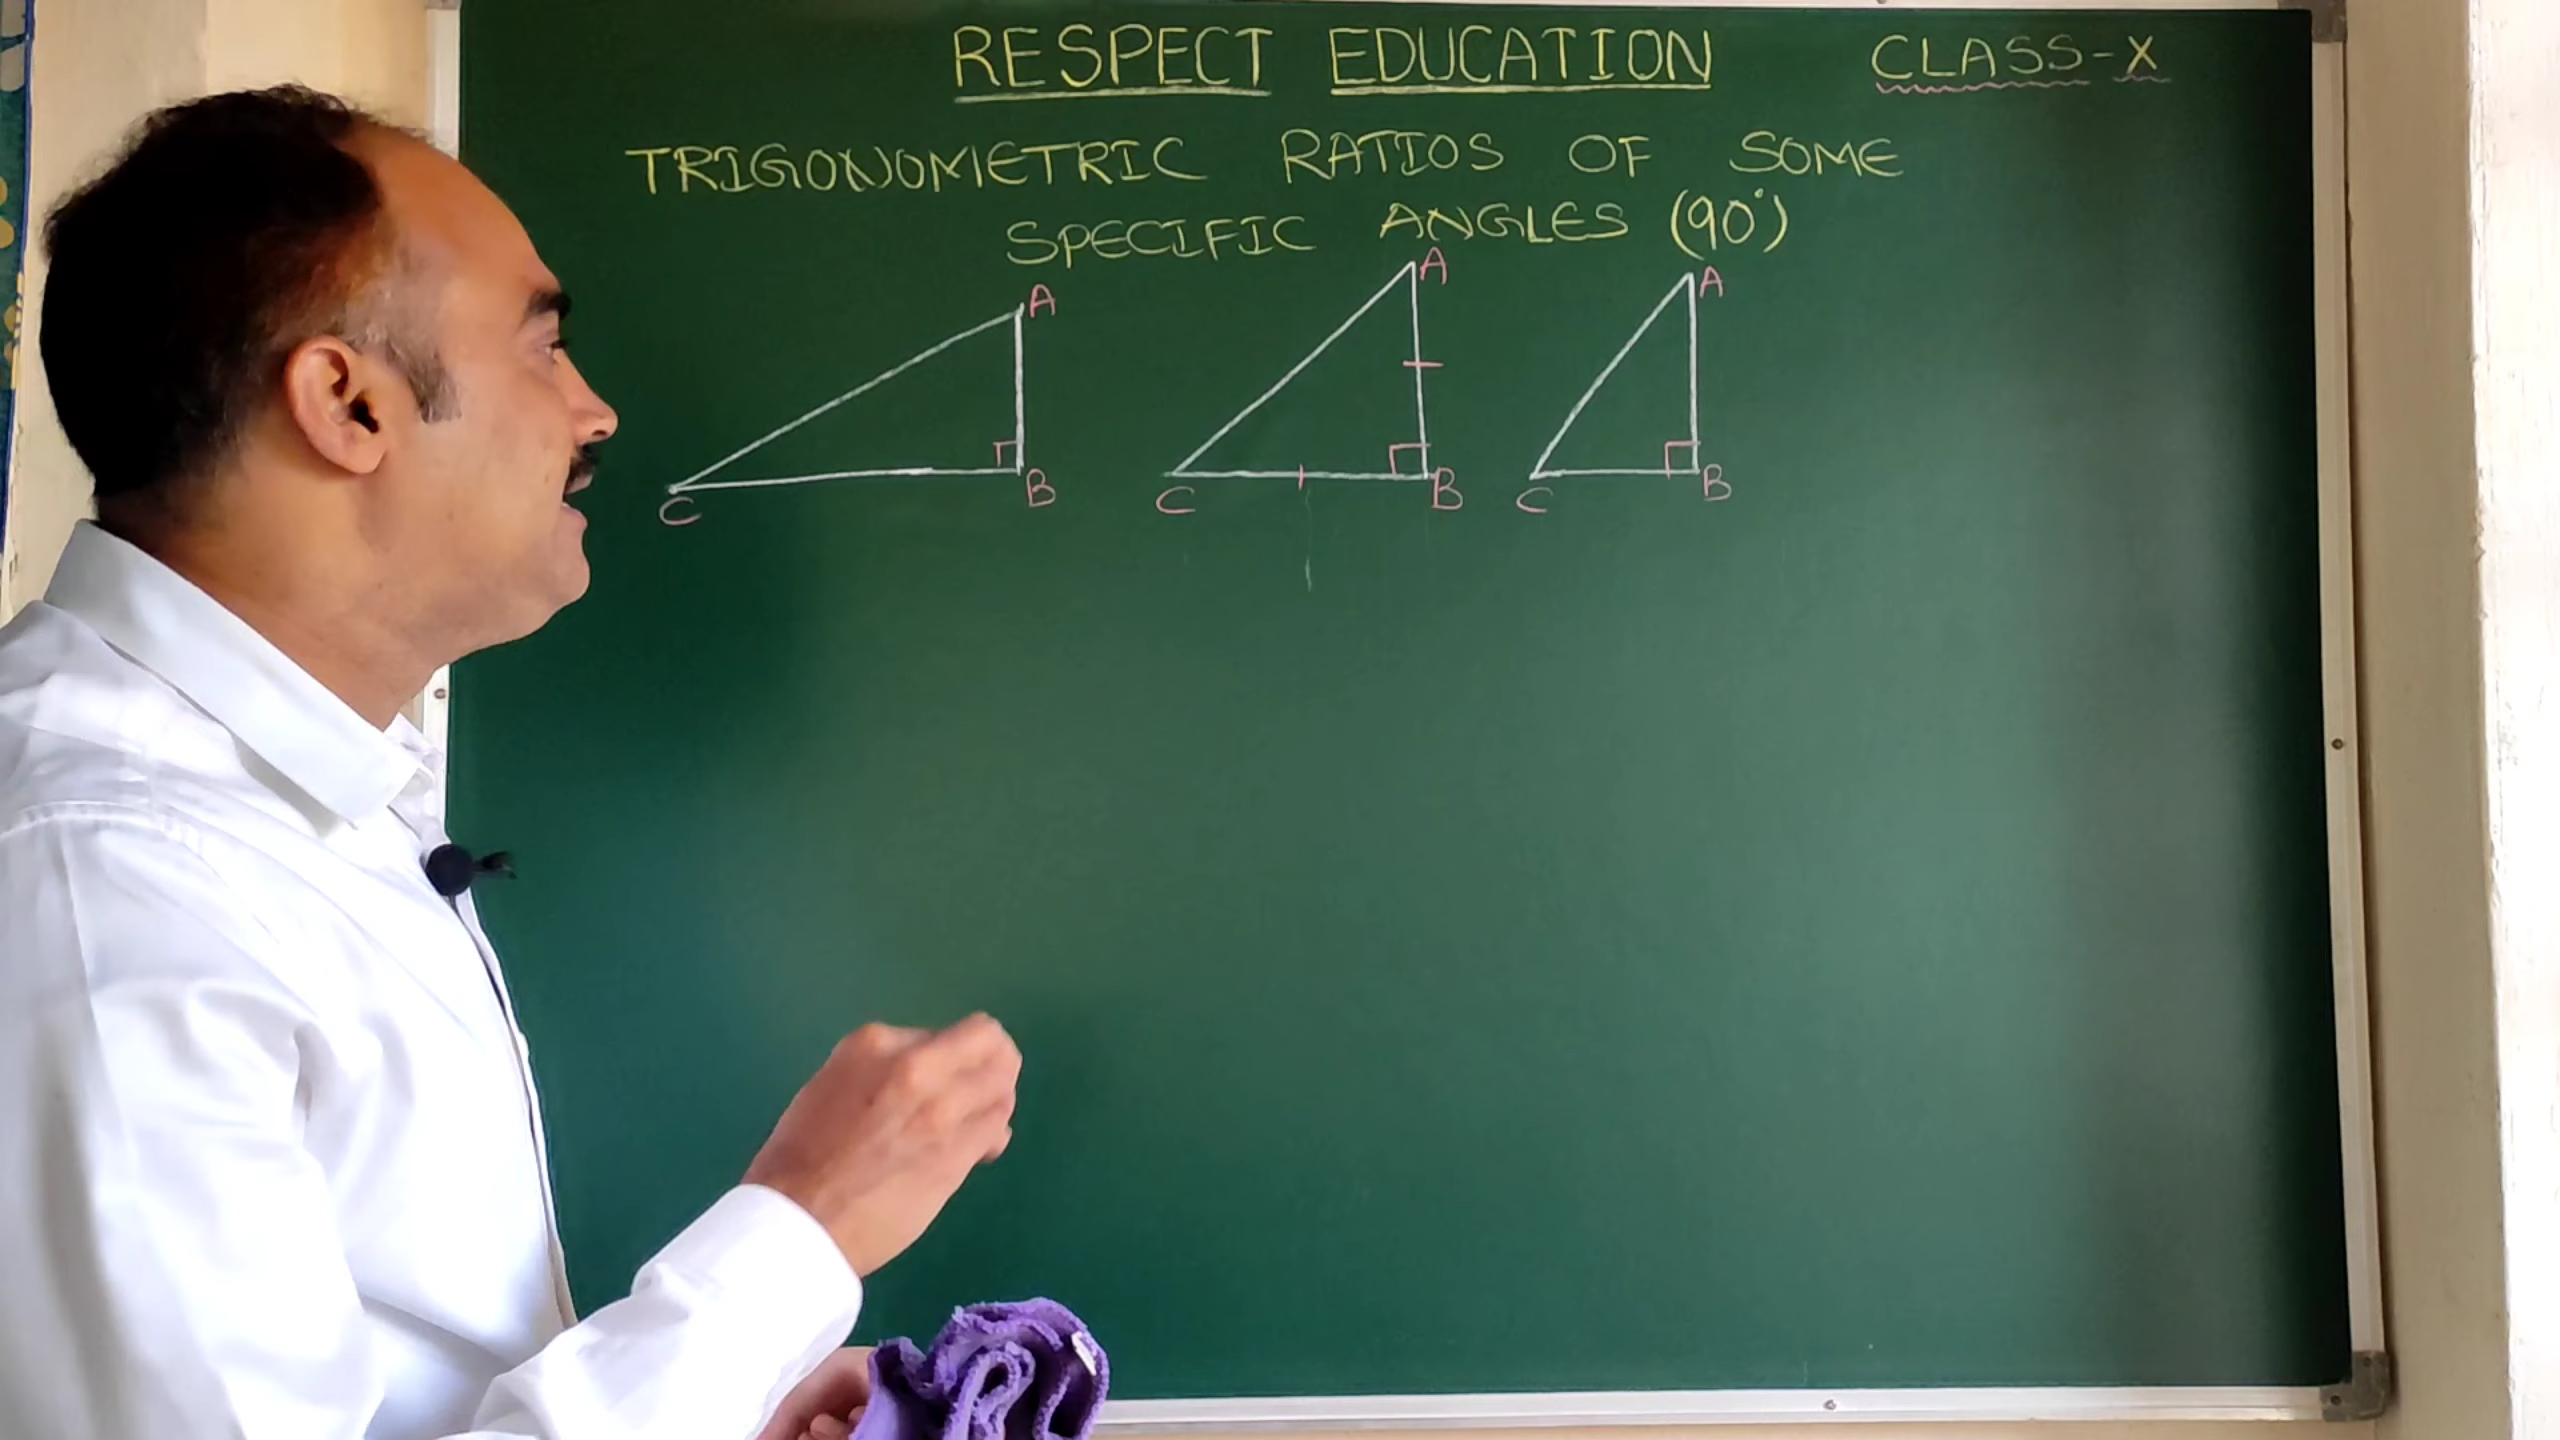 RESPECT EDUCATION CLASS-X
TRIGONOMETRIC RATIOS OF SOME
SPECIFIC ANGLES (90°)
A A A
C B C B C B